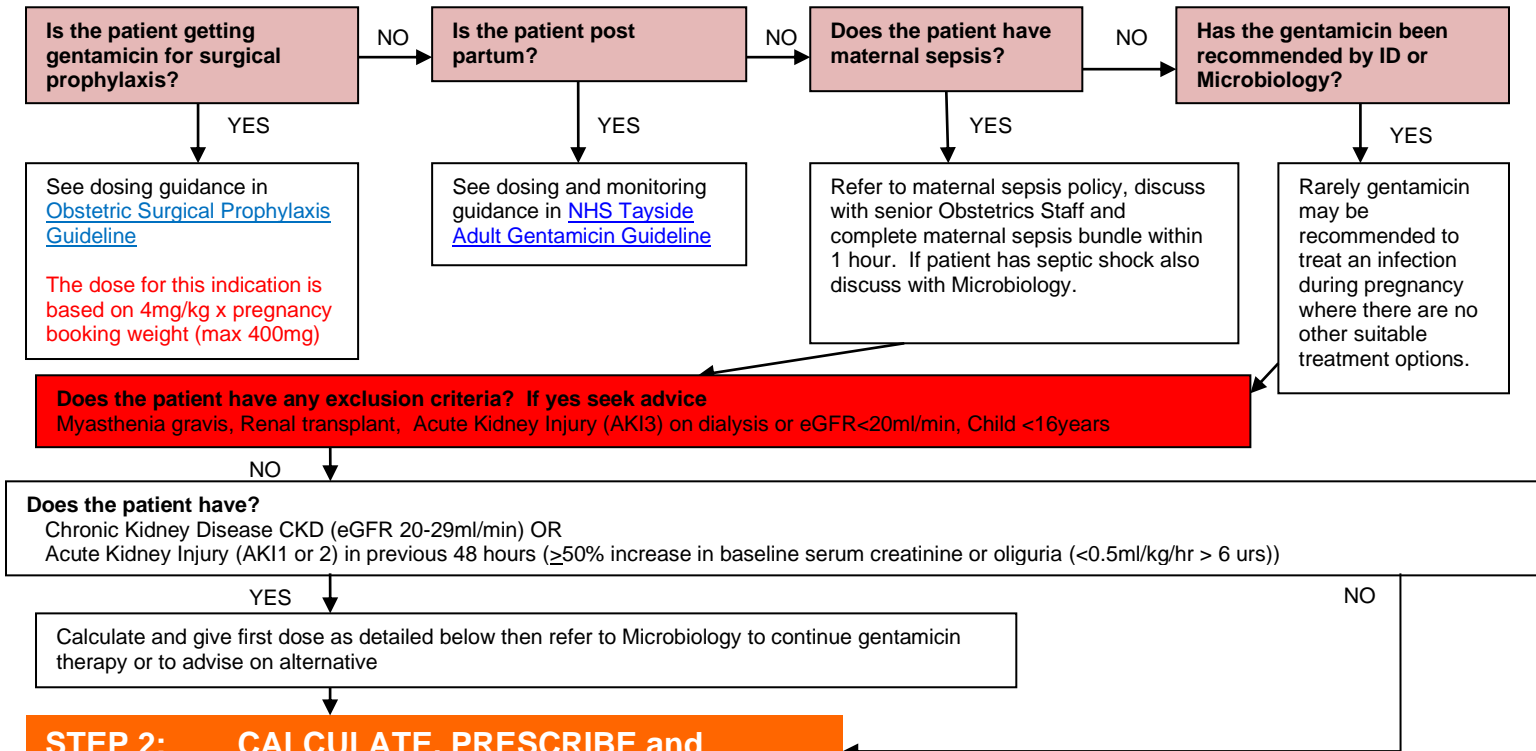 Is the patient getting
gentamicin for surgical
prophylaxis?
NO
Is the patient post
partum?
NO
Does the patient have
maternal sepsis?
NO
Has the gentamicin been
recommended by ID or
Microbiology?
YES
YES
YES
YES
See dosing guidance in
Obstetric Surgical Prophylaxis
Guideline
The dose for this indication is
based on 4mg/kg x pregnancy
booking weight (max 400mg)
See dosing and monitoring
guidance in NHS Tayside
Adult Gentamicin Guideline
Refer to maternal sepsis policy, discuss
with senior Obstetrics Staff and
complete maternal sepsis bundle within
1 hour.  If patient has septic shock also
discuss with Microbiology.
Rarely gentamicin
may be
recommended to
treat an infection
during pregnancy
where there are no
other suitable
treatment options.
Does the patient have any exclusion criteria?  If yes seek advice
Myasthenia gravis, Renal transplant,  Acute Kidney Injury (AKI3) on dialysis or eGFR<20ml/min, Child <16years
NO
Does the patient have?
Chronic Kidney Disease CKD (eGFR 20-29ml/min) OR
Acute Kidney Injury (AKI1 or 2) in previous 48 hours (≥50% increase in baseline serum creatinine or oliguria (<0.5ml/kg/hr > 6 urs))
YES
NO
Calculate and give first dose as detailed below then refer to Microbiology to continue gentamicin
therapy or to advise on alternative
STEP 2: CALCULATE, PRESCRIBE and